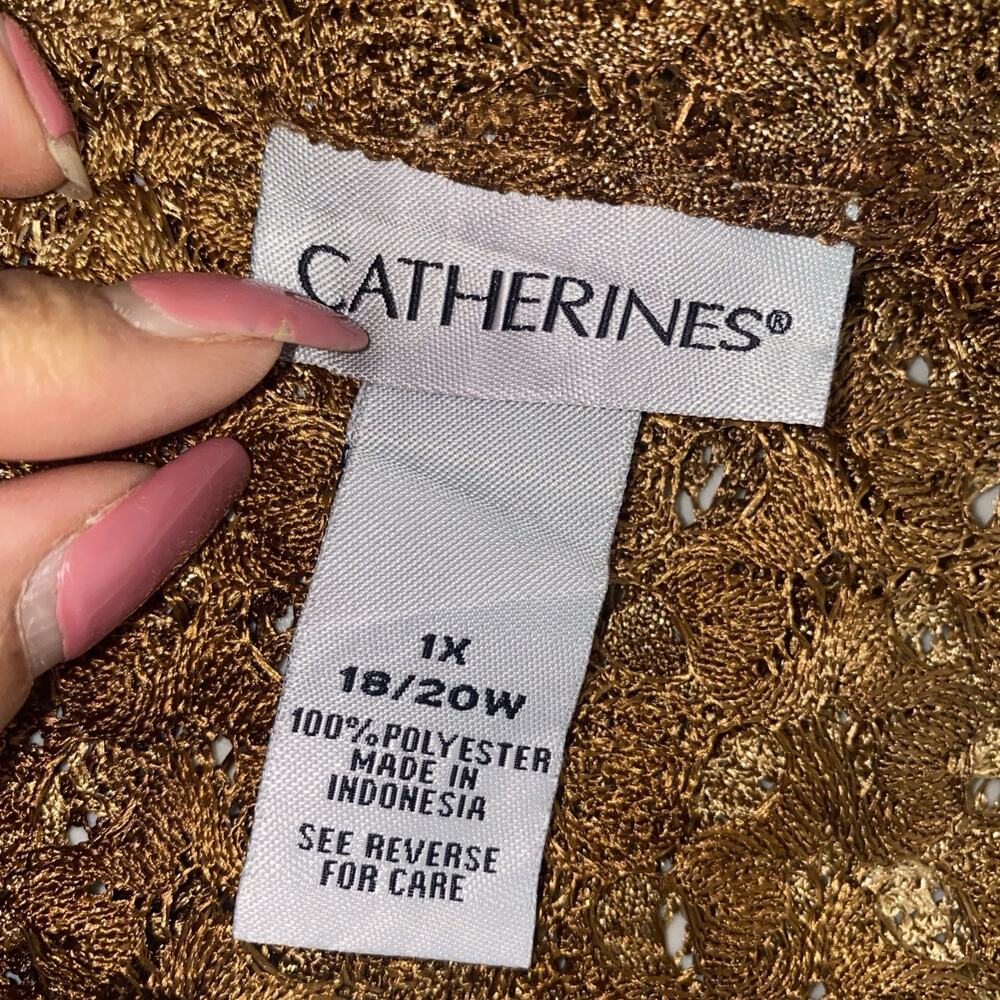 CATHERINES®
1X
18/20W
100% POLYESTER
MADE IN
INDONESIA
SEE REVERSE
FOR CARE